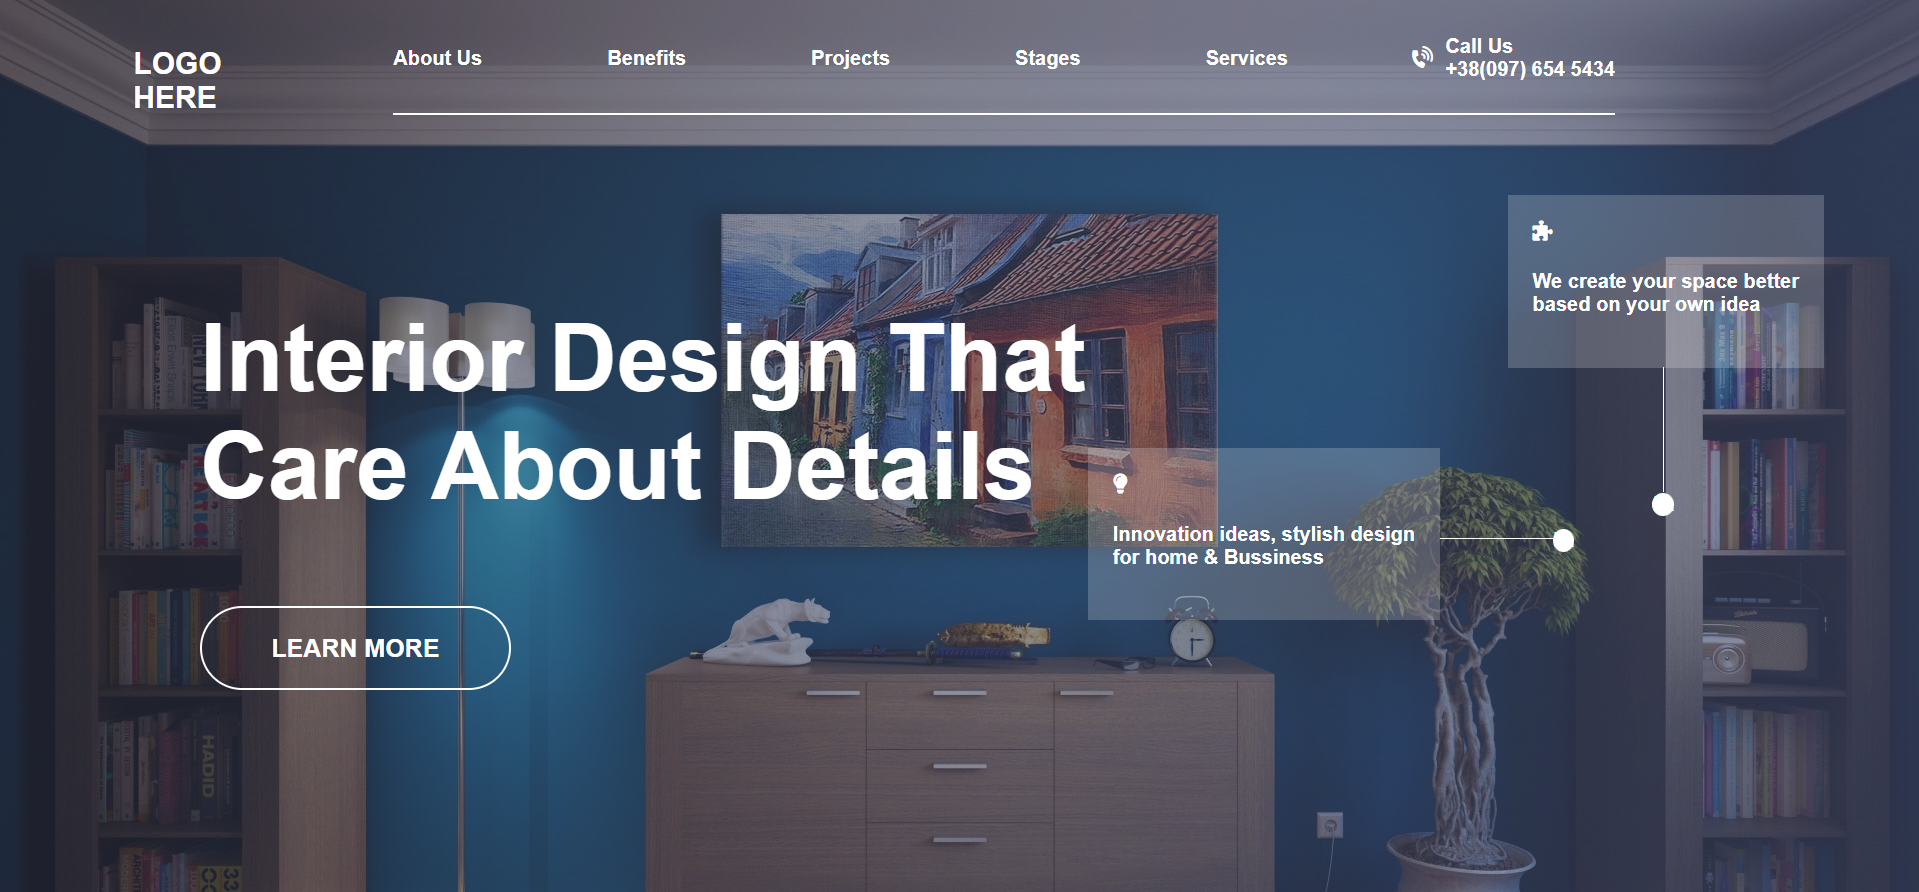 LOGO
HERE
About Us
Benefits
Projects
Stages
Services
Call Us
+38(097) 654 5434
We create your space better
based on your own idea
Interior Design That
Care About Details
Innovation ideas, stylish design
for home & Bussiness
LEARN MORE
HADID